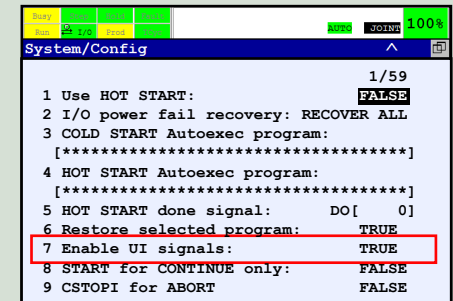 Busy Step Hold Fault
Run I/O Prod TCyc
AUTO JOINT 100%
System/Config
1/59
1 Use HOT START: FALSE
2 I/O power fail recovery: RECOVER ALL
3 COLD START Autoexec program:
[*************************************]
4 HOT START Autoexec program:
[*************************************]
5 HOT START done signal: DO[ 0]
6 Restore selected program: TRUE
7 Enable UI signals: TRUE
8 START for CONTINUE only: FALSE
9 CSTOPI for ABORT FALSE